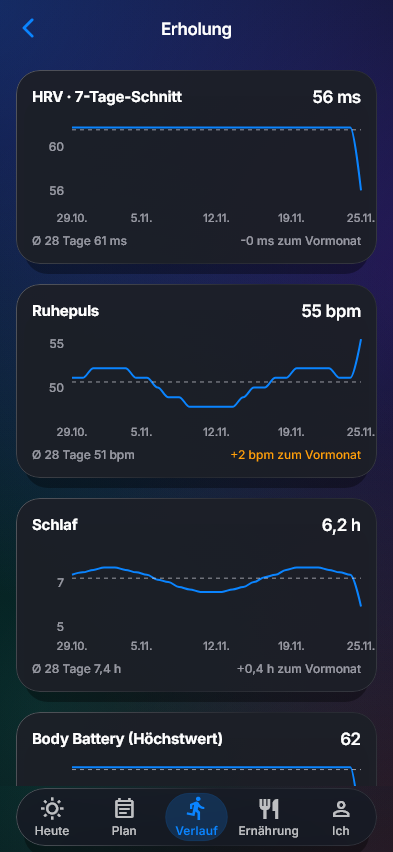 Erholung
HRV · 7-Tage-Schnitt 56 ms
60
56
29.10. 5.11. 12.11. 19.11. 25.11.
Ø 28 Tage 61 ms -0 ms zum Vormonat
Ruhepuls 55 bpm
55
50
29.10. 5.11. 12.11. 19.11. 25.11.
Ø 28 Tage 51 bpm +2 bpm zum Vormonat
Schlaf 6,2 h
7
5
29.10. 5.11. 12.11. 19.11. 25.11.
Ø 28 Tage 7,4 h +0,4 h zum Vormonat
Body Battery (Höchstwert) 62
Heute Plan Verlauf Ernährung Ich